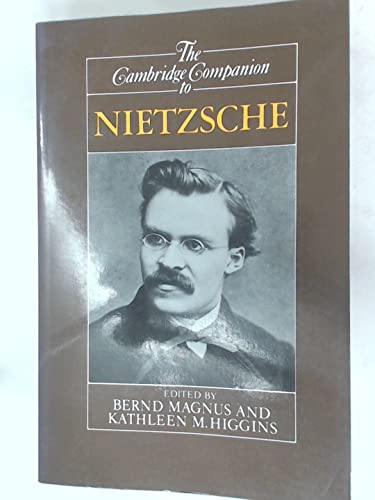 The
Cambridge Companion
to
NIETZSCHE
EDITED BY
BERND MAGNUS AND
KATHLEEN M. HIGGINS